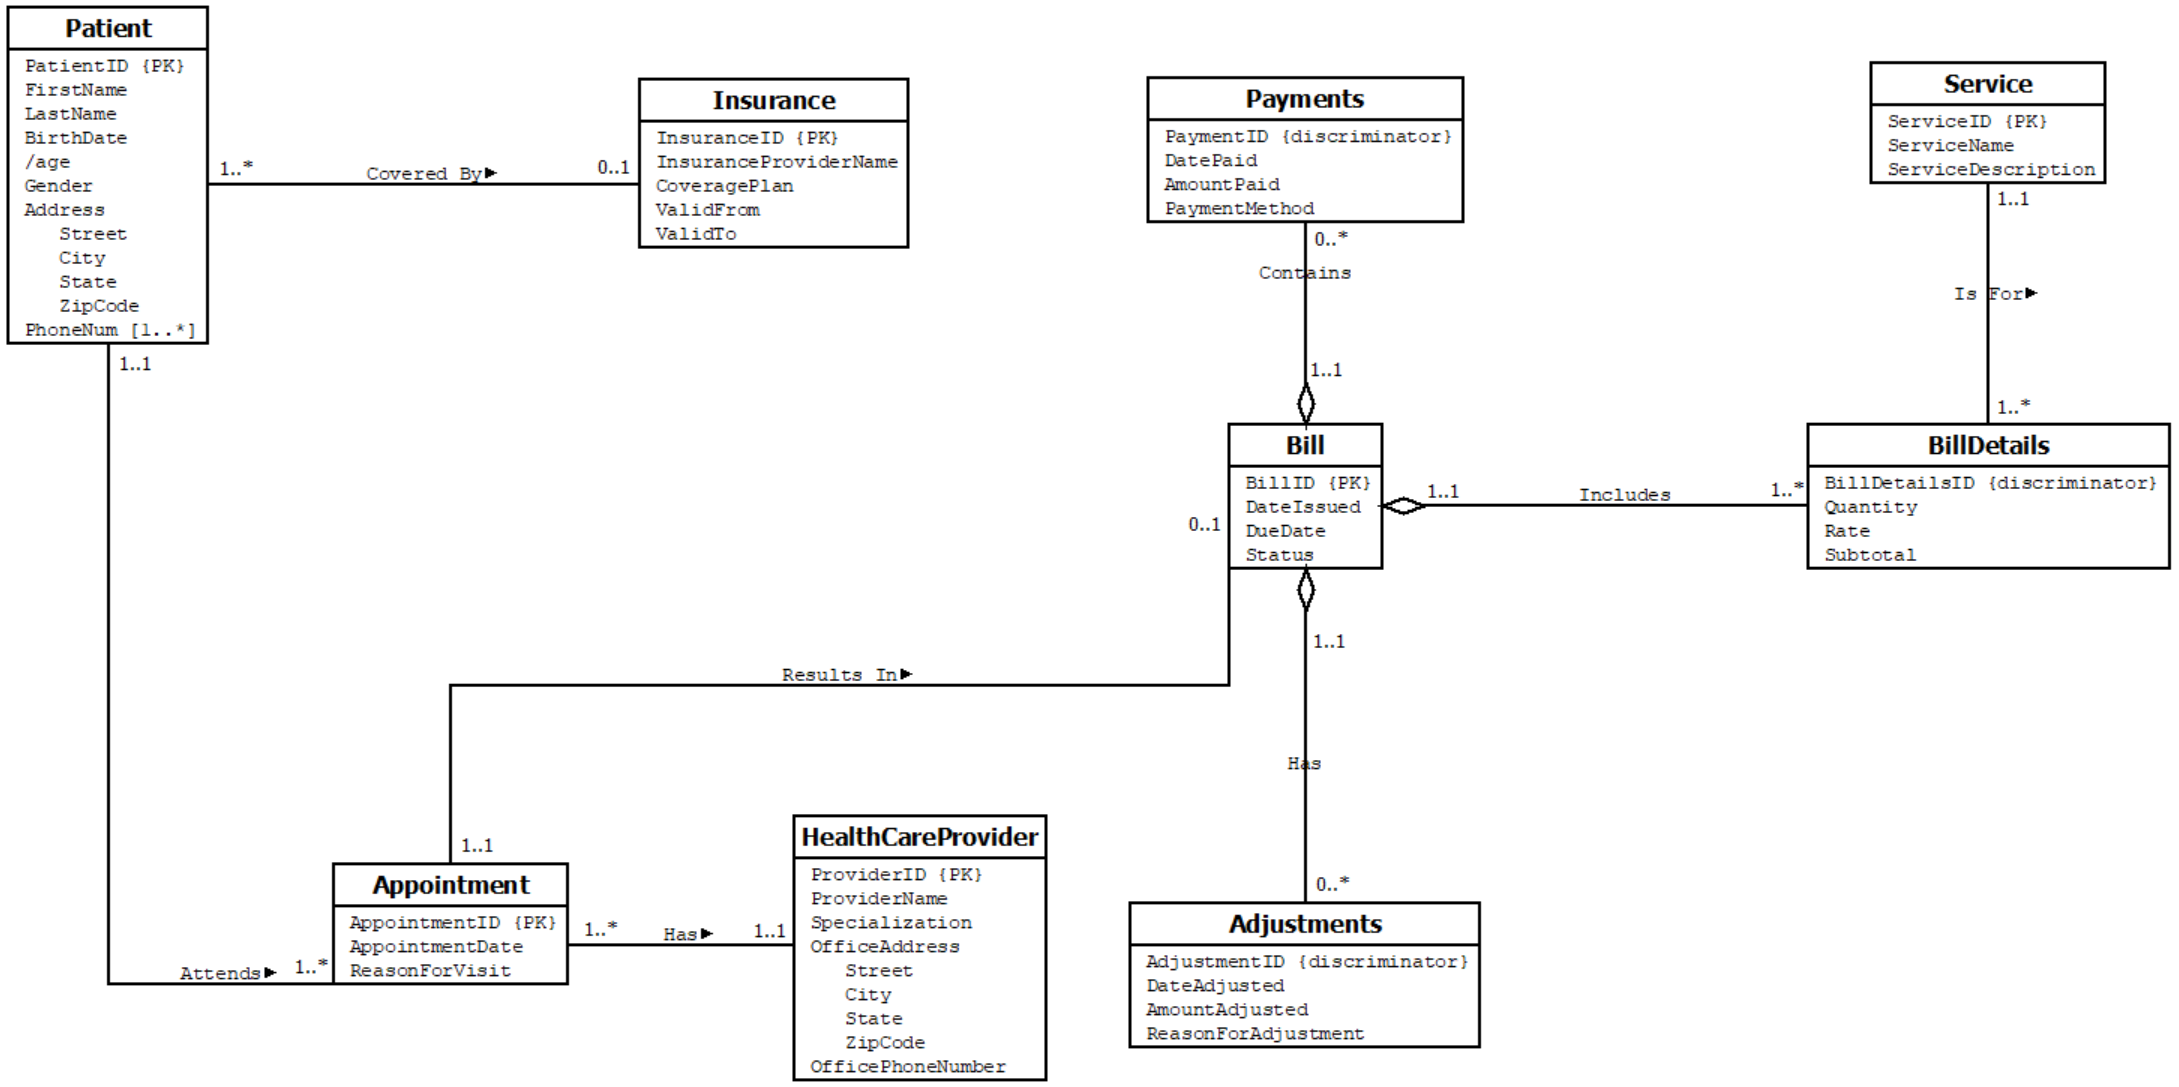 Patient
PatientID {PK}
FirstName
LastName
BirthDate
/age
Gender
Address
Street
City
State
ZipCode
PhoneNum [1..*]
1..*
Covered By►
0..1
Insurance
InsuranceID {PK}
InsuranceProviderName
CoveragePlan
ValidFrom
ValidTo
Payments
PaymentID {discriminator}
DatePaid
AmountPaid
PaymentMethod
0..*
Contains
1..1
Service
ServiceID {PK}
ServiceName
ServiceDescription
1..1
Is For►
1..*
Bill
BillID {PK}
DateIssued
DueDate
Status
1..1
Includes
1..*
BillDetails
BillDetailsID {discriminator}
Quantity
Rate
Subtotal
0..1
Results In►
1..1
1..1
Attends►
1..*
Appointment
AppointmentID {PK}
AppointmentDate
ReasonForVisit
1..*
Has►
1..1
HealthCareProvider
ProviderID {PK}
ProviderName
Specialization
OfficeAddress
Street
City
State
ZipCode
OfficePhoneNumber
1..1
Has
0..*
Adjustments
AdjustmentID {discriminator}
DateAdjusted
AmountAdjusted
ReasonForAdjustment